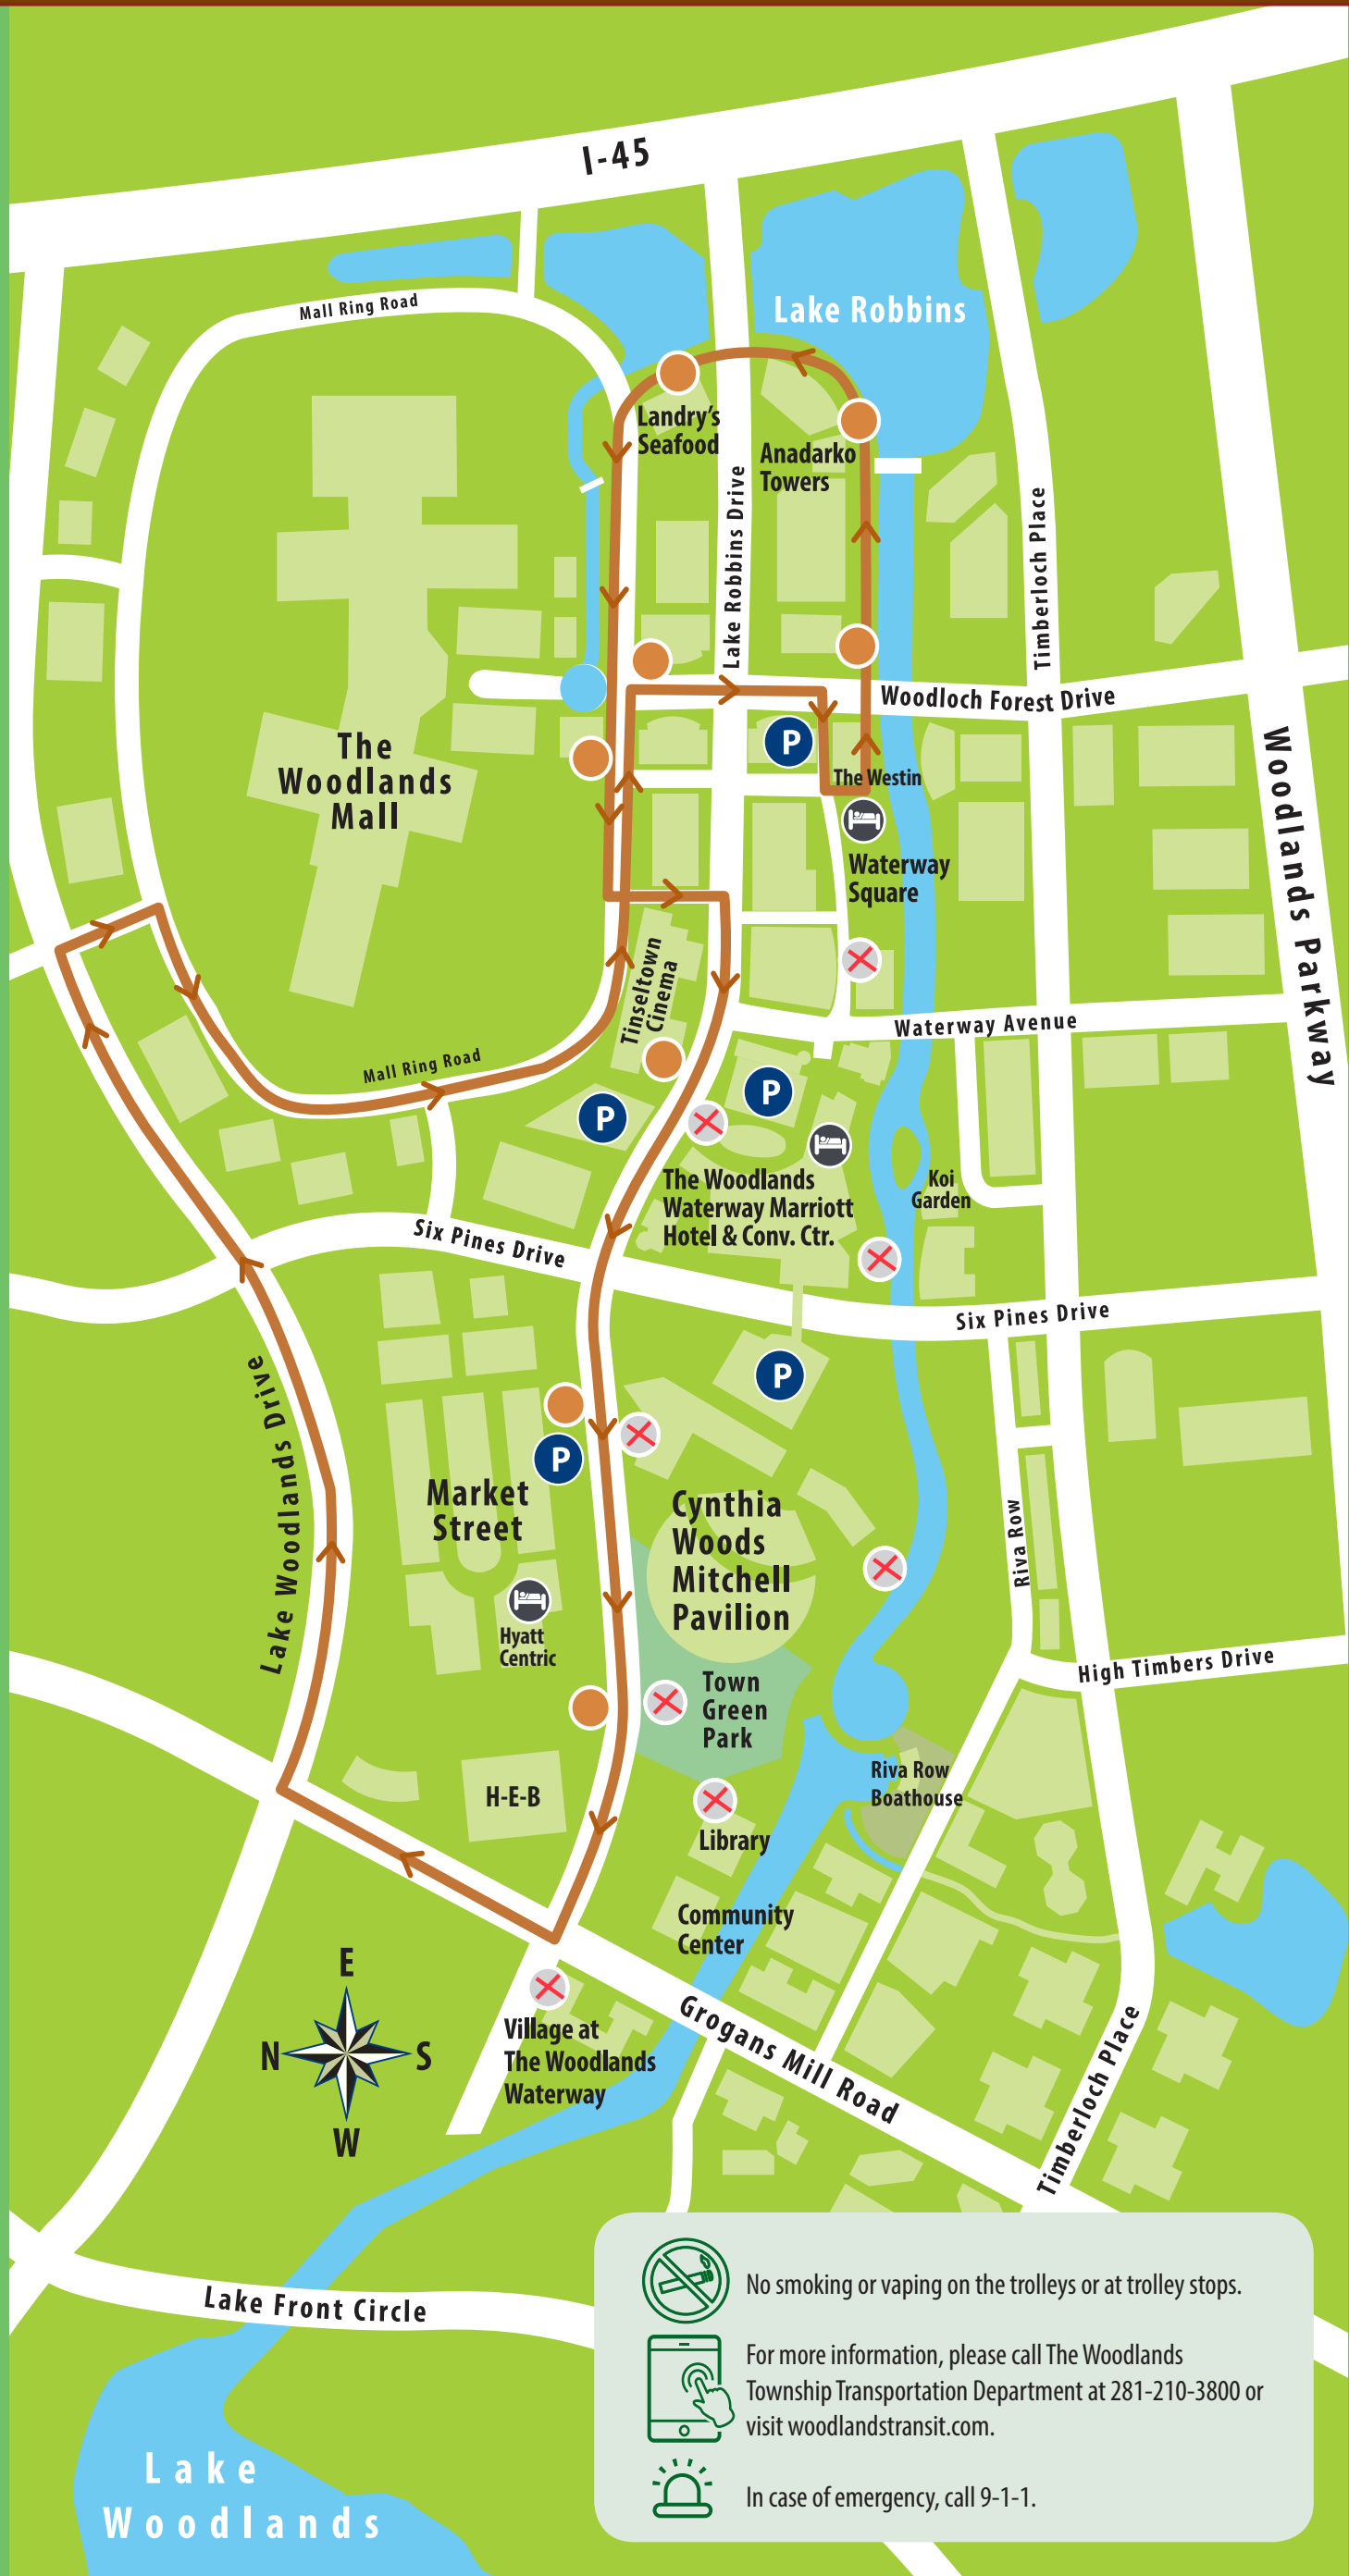 I-45
Mall Ring Road
Lake Robbins
Landry's
Seafood
Anadarko
Towers
Lake Robbins Drive
Timberloch Place
Woodloch Forest Drive
P
The
Woodlands
Mall
The Westin
Waterway
Square
Woodlands Parkway
Tinseltown
Cinema
Waterway Avenue
Mall Ring Road
P
P
The Woodlands
Waterway Marriott
Hotel & Conv. Ctr.
Koi
Garden
Six Pines Drive
Six Pines Drive
P
Lake Woodlands Drive
P
Market
Street
Cynthia
Woods
Mitchell
Pavilion
Riva Row
Hyatt
Centric
High Timbers Drive
Town
Green
Park
H-E-B
Riva Row
Boathouse
Library
Community
Center
E
N
S
W
Village at
The Woodlands
Waterway
Grogans Mill Road
Timberloch Place
Lake Front Circle
No smoking or vaping on the trolleys or at trolley stops.
For more information, please call The Woodlands
Township Transportation Department at 281-210-3800 or
visit woodlandstransit.com.
In case of emergency, call 9-1-1.
Lake
Woodlands